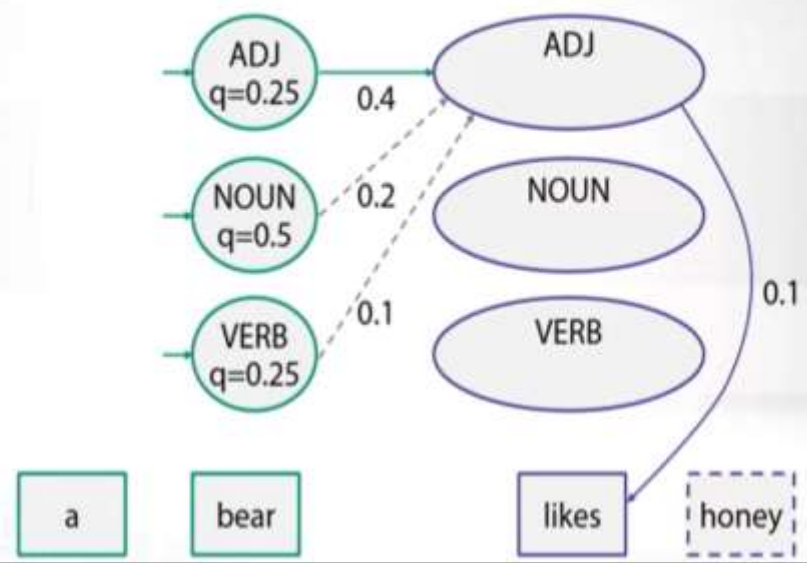 ADJ
q=0.25
0.4
ADJ
NOUN
q=0.5
0.2
NOUN
0.1
VERB
q=0.25
0.1
VERB
a
bear
likes
honey